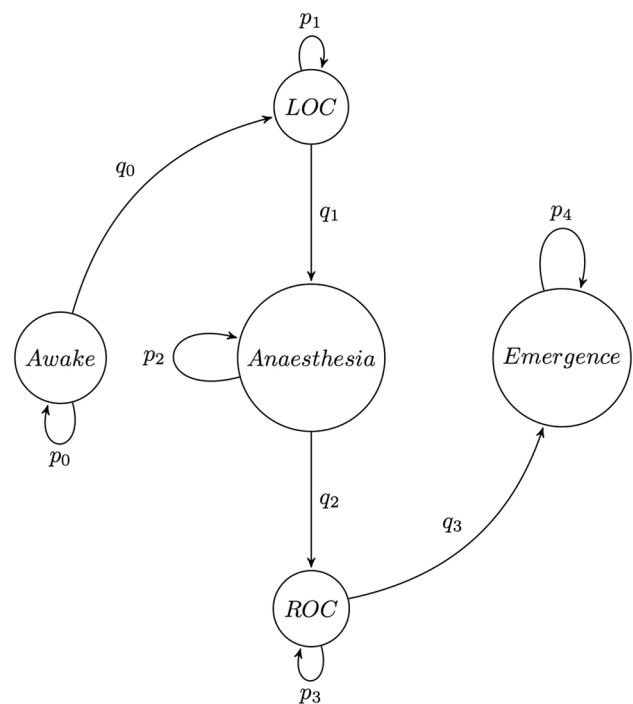 p₁
LOC
q₀
q₁
p₄
Awake
p₂
Anaesthesia
Emergence
p₀
q₂
q₃
ROC
p₃